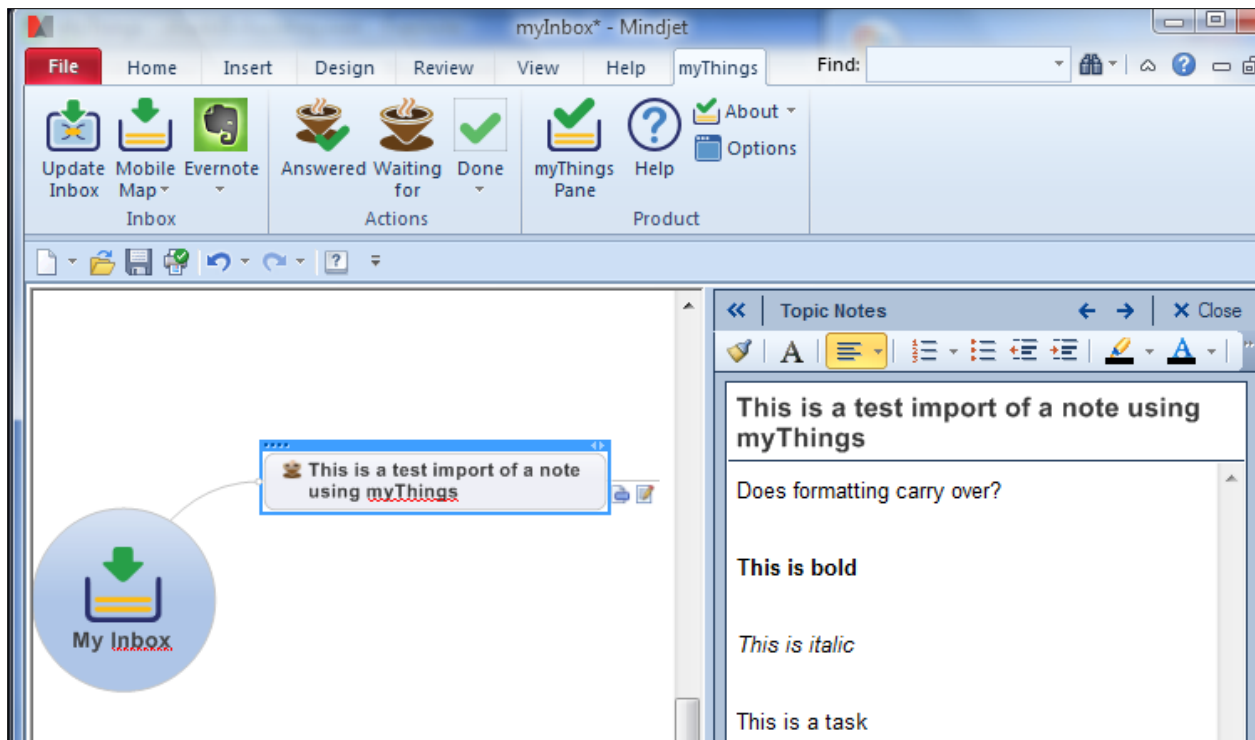 myInbox* - Mindjet
File Home Insert Design Review View Help myThings Find:
Update Inbox
Mobile Map
Evernote
Answered
Waiting for
Done
myThings Pane
Help
About
Options
Inbox Actions Product
Topic Notes Close
This is a test import of a note using
myThings
Does formatting carry over?
This is bold
This is italic
This is a task
This is a test import of a note
using myThings
My Inbox